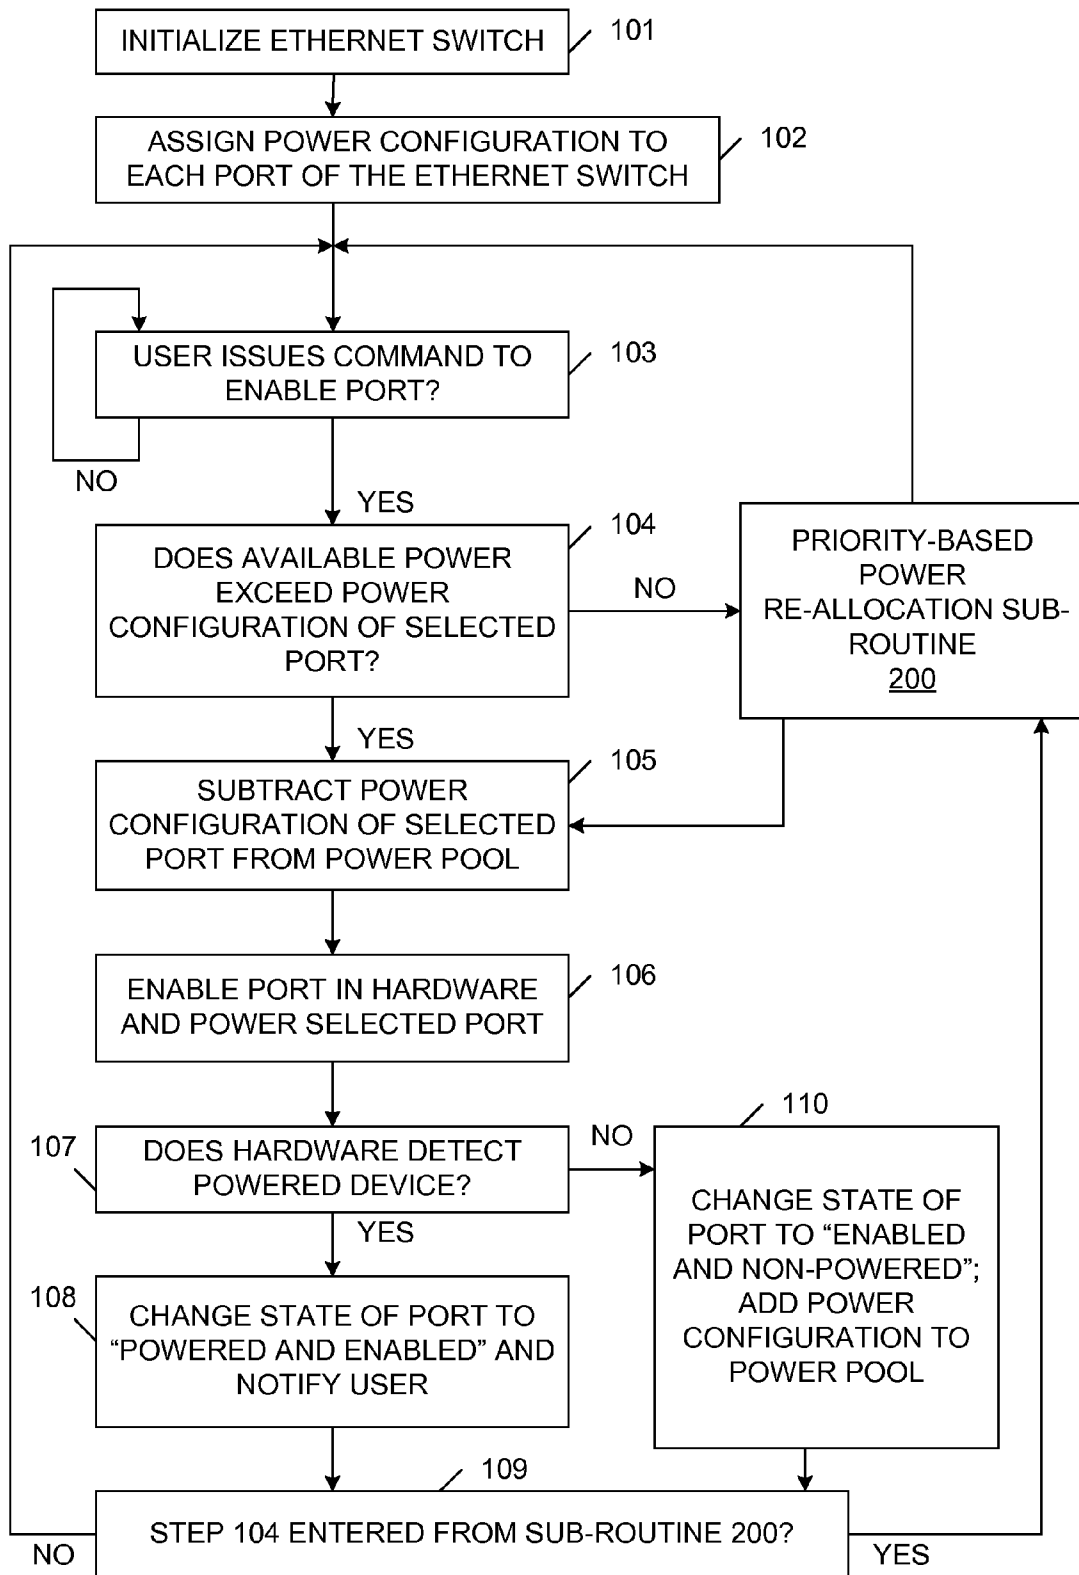 INITIALIZE ETHERNET SWITCH
101
ASSIGN POWER CONFIGURATION TO
EACH PORT OF THE ETHERNET SWITCH
102
USER ISSUES COMMAND TO
ENABLE PORT?
103
NO
YES
DOES AVAILABLE POWER
EXCEED POWER
CONFIGURATION OF SELECTED
PORT?
104
NO
PRIORITY-BASED
POWER
RE-ALLOCATION SUB-
ROUTINE
200
YES
SUBTRACT POWER
CONFIGURATION OF SELECTED
PORT FROM POWER POOL
105
ENABLE PORT IN HARDWARE
AND POWER SELECTED PORT
106
107
DOES HARDWARE DETECT
POWERED DEVICE?
NO
110
CHANGE STATE OF
PORT TO “ENABLED
AND NON-POWERED”;
ADD POWER
CONFIGURATION TO
POWER POOL
YES
108
CHANGE STATE OF PORT TO
“POWERED AND ENABLED” AND
NOTIFY USER
109
STEP 104 ENTERED FROM SUB-ROUTINE 200?
NO
YES